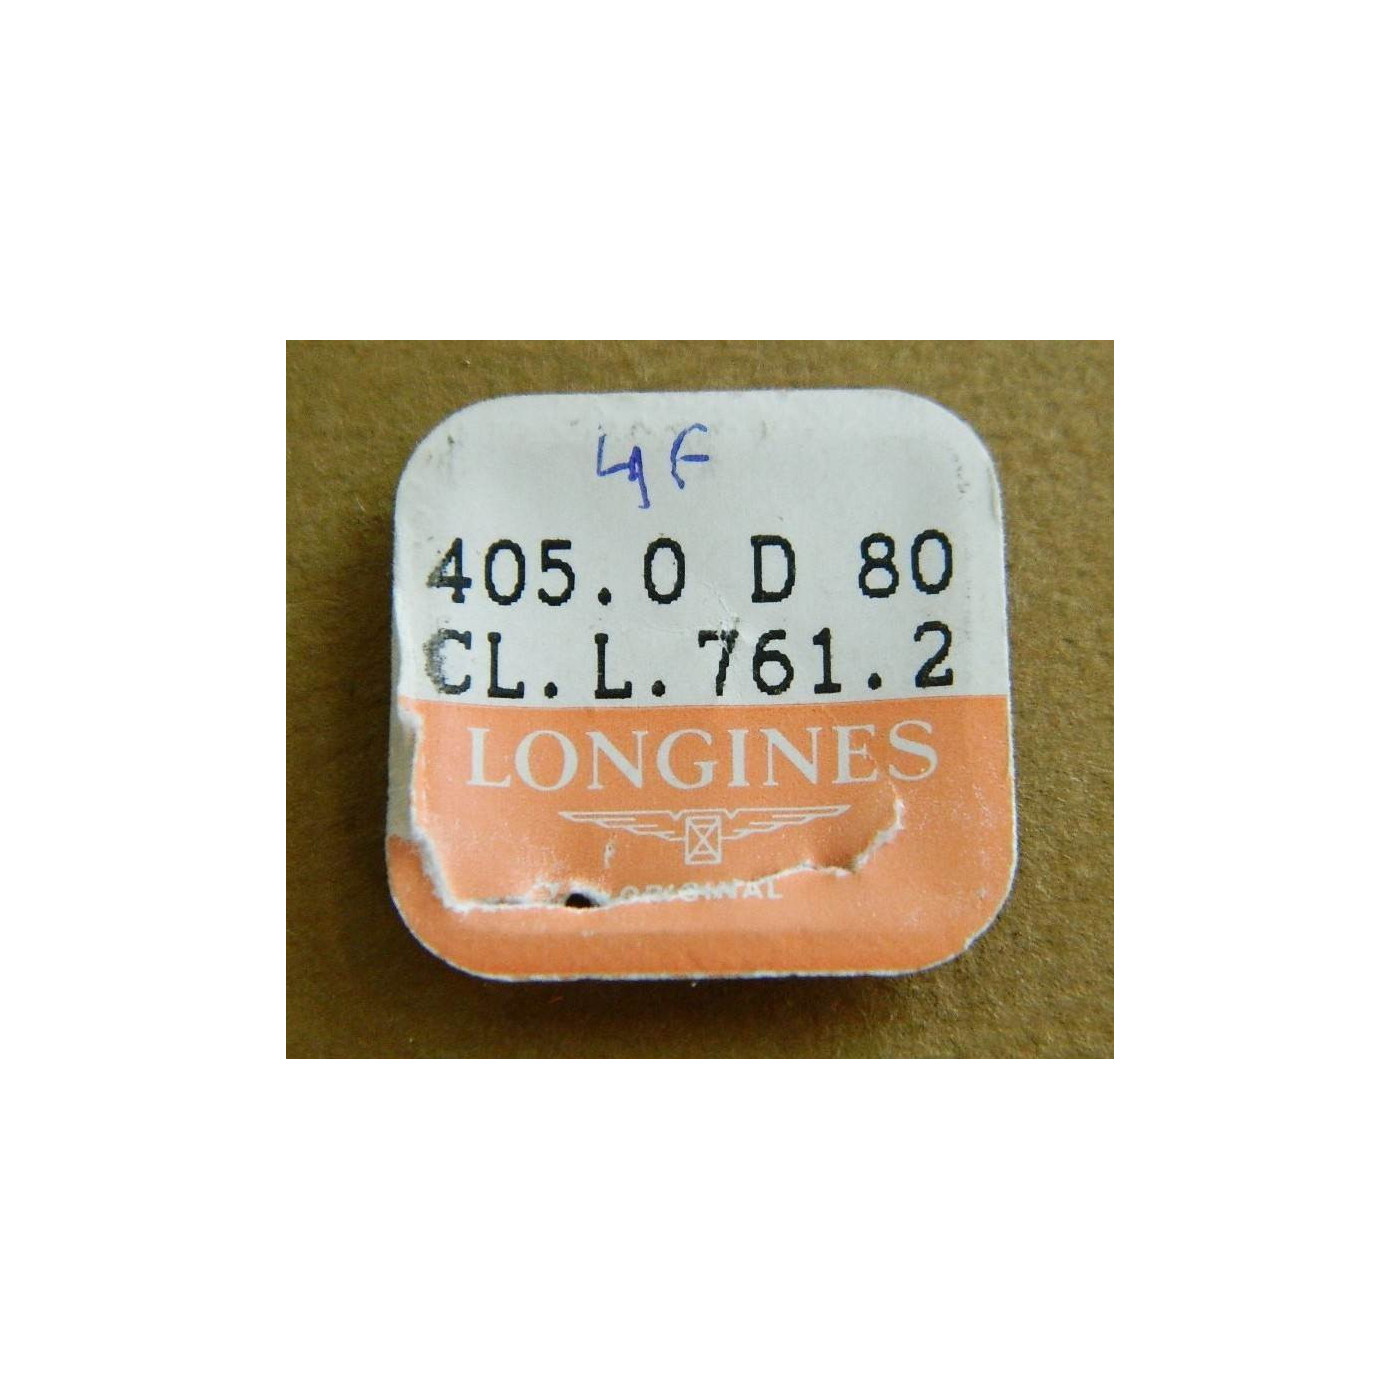 4F
405.0 D 80
CL.L.761.2
LONGINES
ORIGINAL